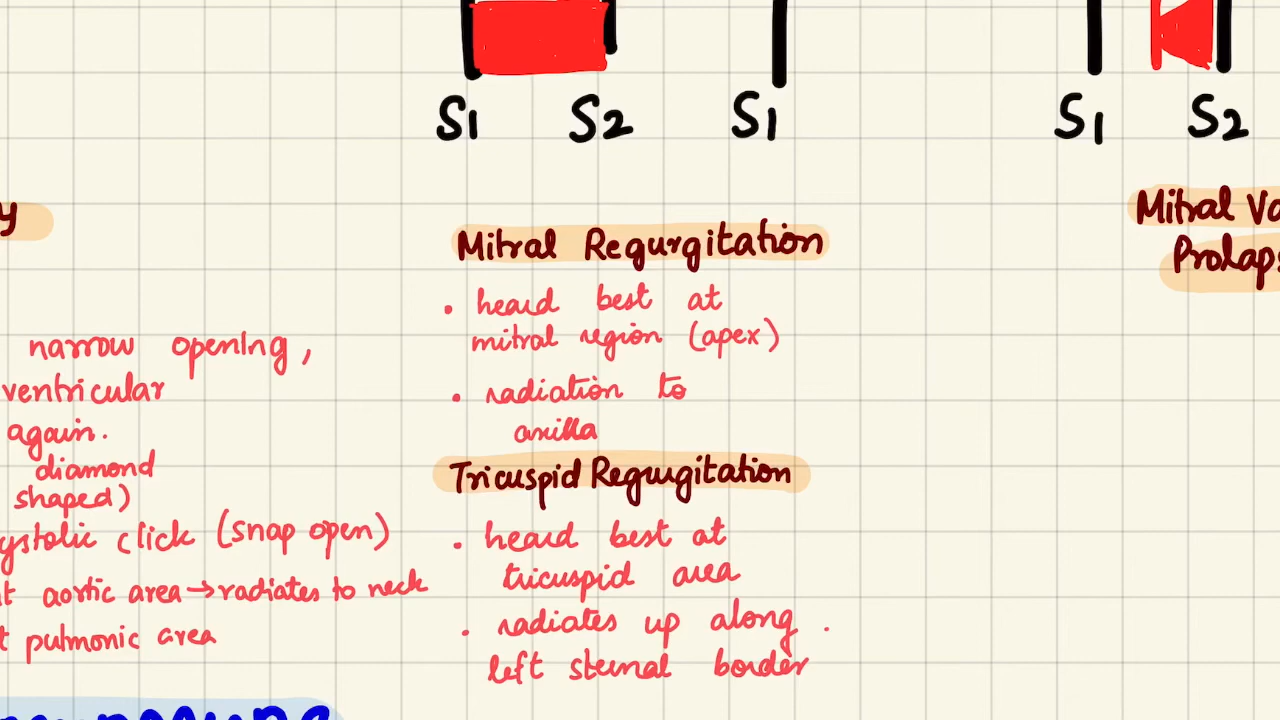 S1 S2 S1
S1 S2
y
narrow opening,
ventricular
again.
diamond
shaped)
ystolic click (snap open)
t aortic area → radiates to neck
t pulmonic area
Mitral Regurgitation
. heard best at
mitral region (apex)
. radiation to
axilla
Tricuspid Regurgitation
. heard best at
tricuspid area
. radiates up along .
left sternal border
Mitral Va
Prolaps